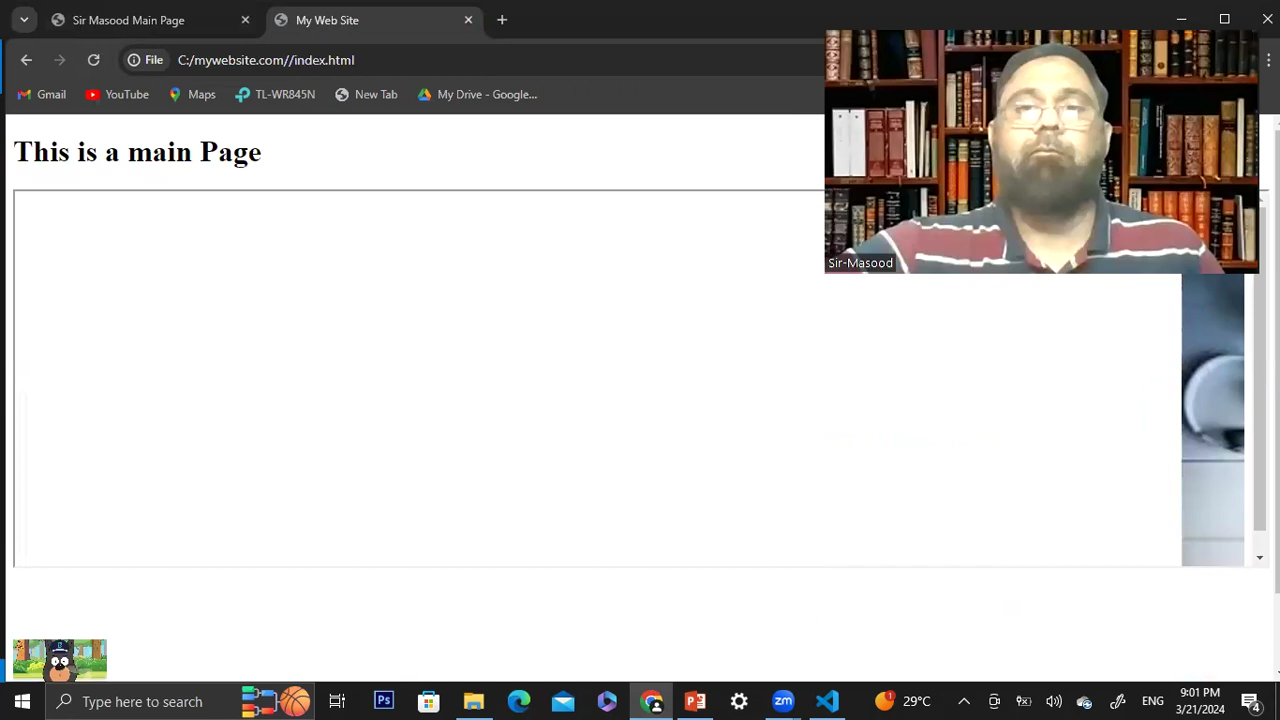 Sir Masood Main Page
My Web Site
File
C:/mywebsite.com//index.html
Gmail
YouTube
Maps
TL-WR845N
New Tab
My Drive - Google...
This is a main Page
Sir-Masood
Type here to search
Ps
29°C
ENG
9:01 PM
3/21/2024
4